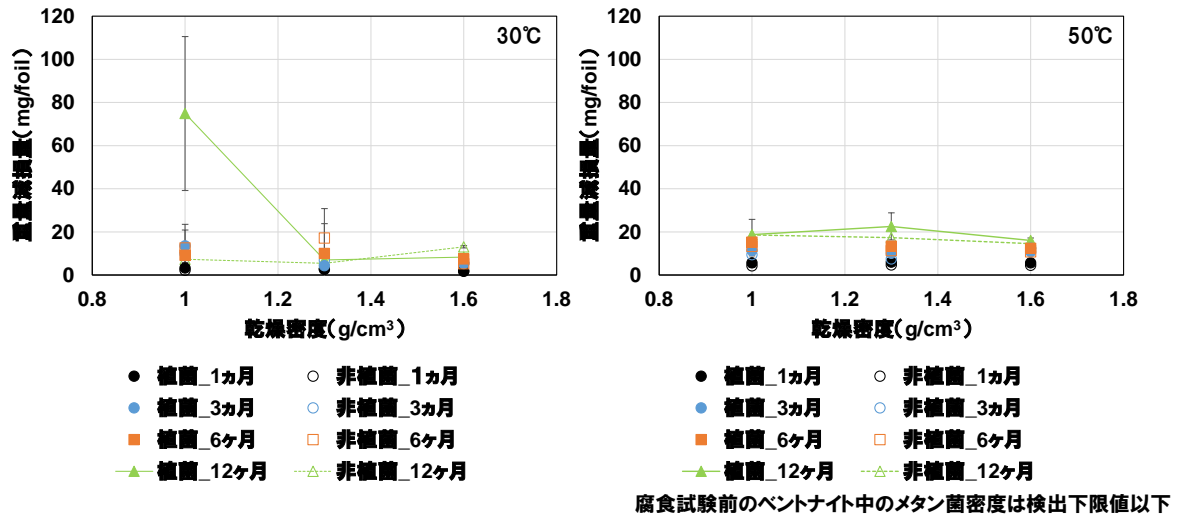 30℃
重量減損量(mg/foil)
120
100
80
60
40
20
0
0.8 1 1.2 1.4 1.6 1.8
乾燥密度(g/cm³)
植菌_1ヵ月 非植菌_1ヵ月
植菌_3ヵ月 非植菌_3ヵ月
植菌_6ヶ月 非植菌_6ヶ月
植菌_12ヶ月 非植菌_12ヶ月
50℃
重量減損量(mg/foil)
120
100
80
60
40
20
0
0.8 1 1.2 1.4 1.6 1.8
乾燥密度(g/cm³)
植菌_1ヵ月 非植菌_1ヵ月
植菌_3ヵ月 非植菌_3ヵ月
植菌_6ヶ月 非植菌_6ヶ月
植菌_12ヶ月 非植菌_12ヶ月
腐食試験前のベントナイト中のメタン菌密度は検出下限値以下